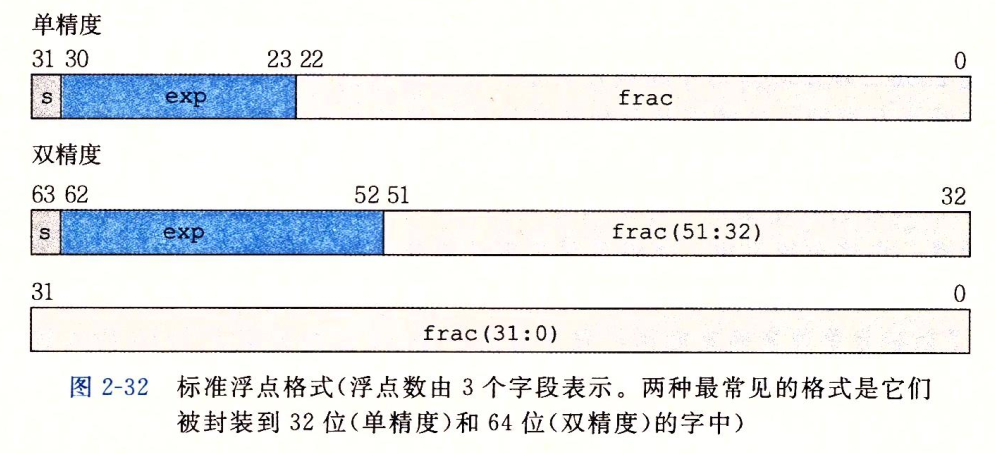 单精度
31 30 23 22 0
s exp frac
双精度
63 62 52 51 32
s exp frac(51:32)
31 0
frac(31:0)
图 2-32 标准浮点格式(浮点数由 3 个字段表示。两种最常见的格式是它们
被封装到 32 位(单精度)和 64 位(双精度)的字中)